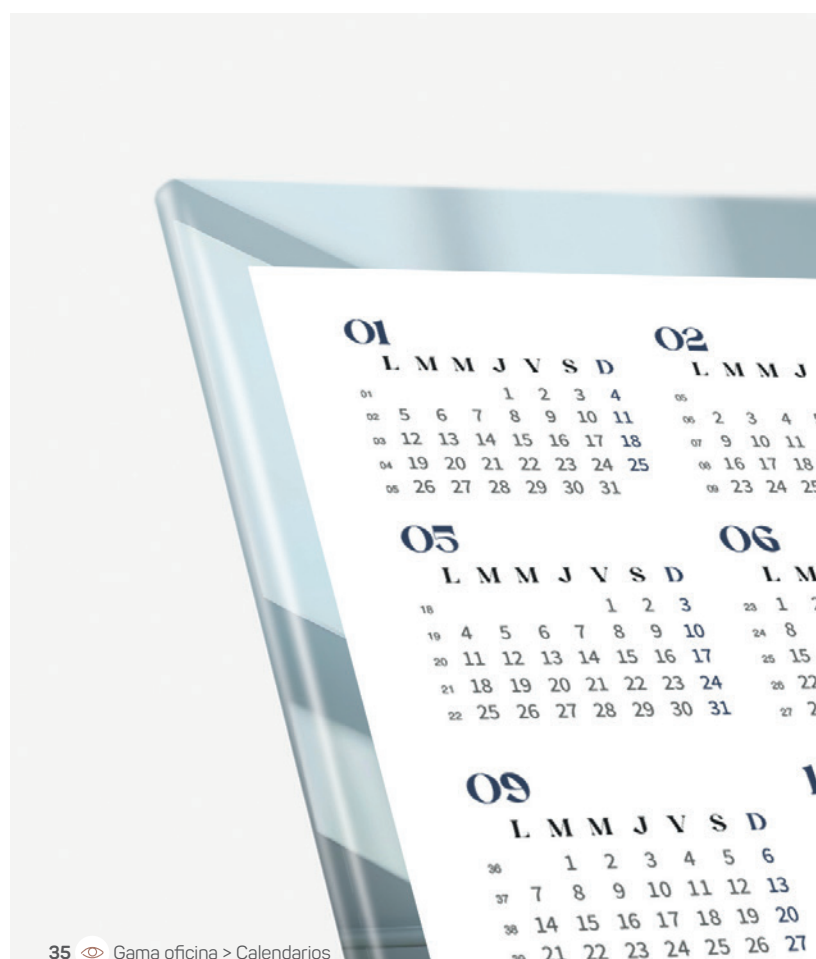 01
L M M J V S D
01 1 2 3 4
02 5 6 7 8 9 10 11
03 12 13 14 15 16 17 18
04 19 20 21 22 23 24 25
05 26 27 28 29 30 31
02
L M M J
05
06 2 3 4
07 9 10 11
08 16 17 18
09 23 24 25
05
L M M J V S D
18 1 2 3
19 4 5 6 7 8 9 10
20 11 12 13 14 15 16 17
21 18 19 20 21 22 23 24
22 25 26 27 28 29 30 31
06
L M
23 1
24 8
25 15
26 22
27
09
L M M J V S D
36 1 2 3 4 5 6
37 7 8 9 10 11 12 13
38 14 15 16 17 18 19 20
21 22 23 24 25 26 27
35 Gama oficina > Calendarios